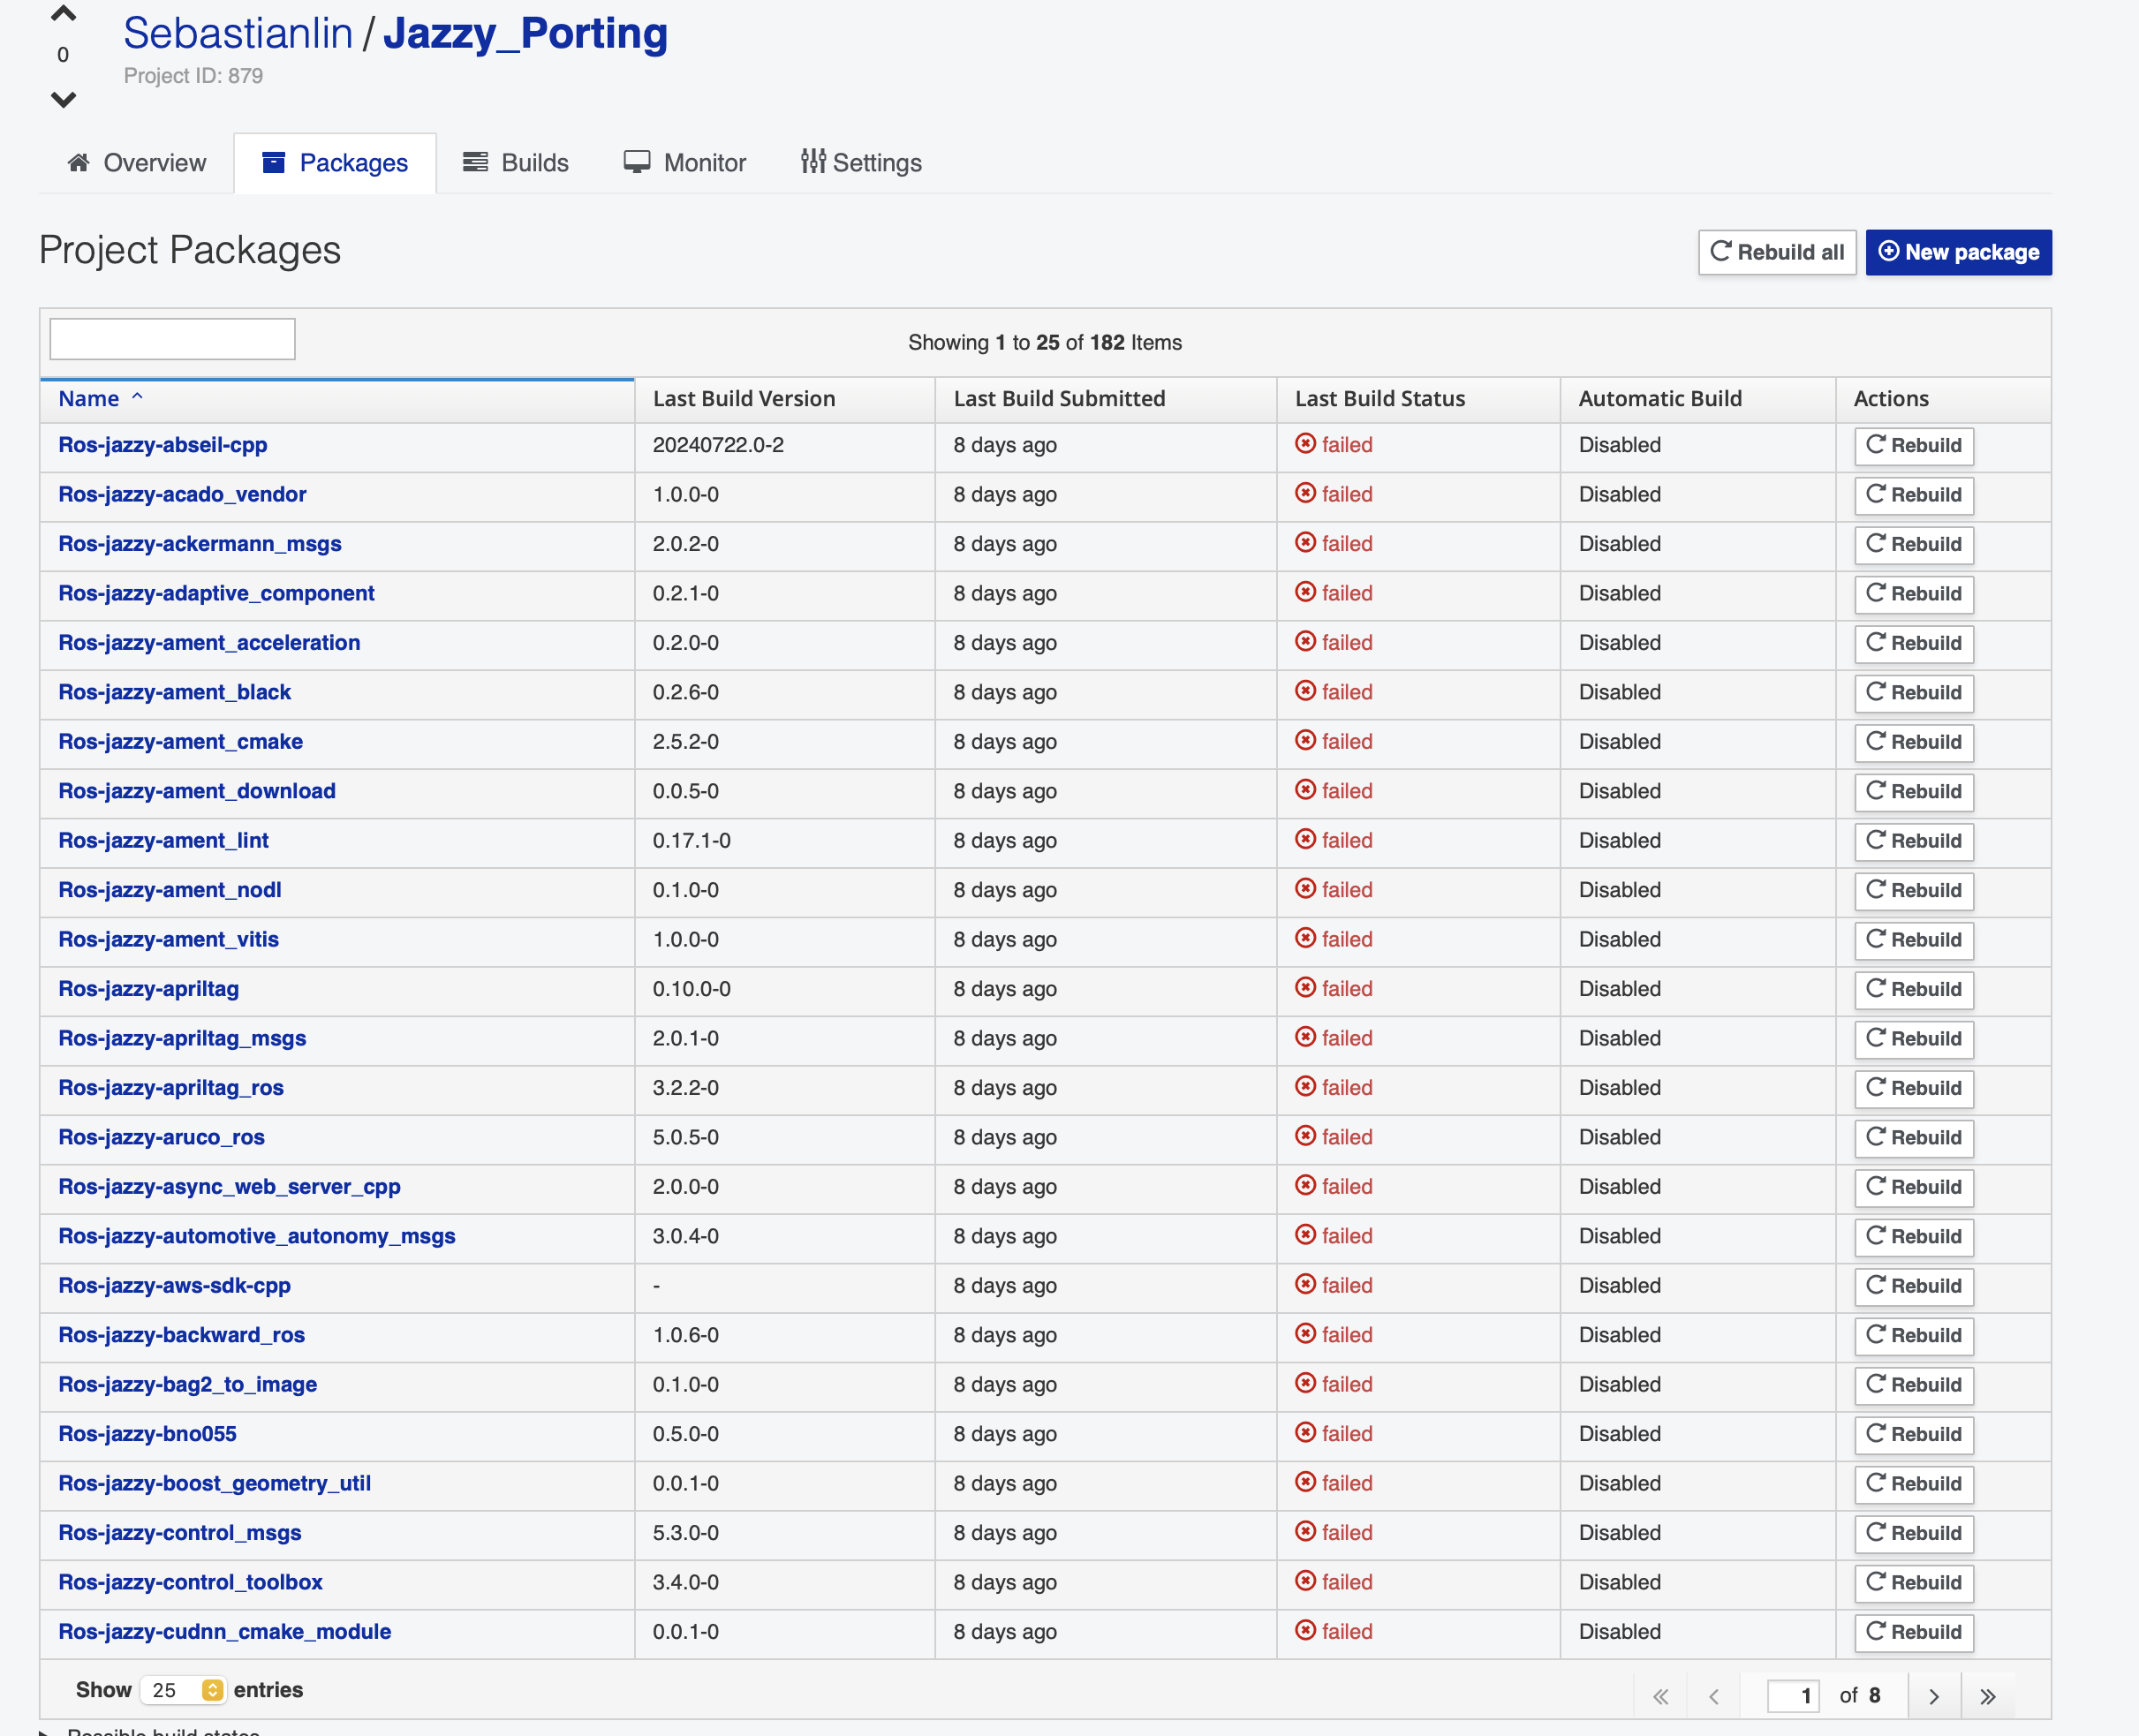 0
Sebastianlin / Jazzy_Porting
Project ID: 879
Overview Packages Builds Monitor Settings
Project Packages
Rebuild all New package
Showing 1 to 25 of 182 Items
Name Last Build Version Last Build Submitted Last Build Status Automatic Build Actions
Ros-jazzy-abseil-cpp 20240722.0-2 8 days ago failed Disabled Rebuild
Ros-jazzy-acado_vendor 1.0.0-0 8 days ago failed Disabled Rebuild
Ros-jazzy-ackermann_msgs 2.0.2-0 8 days ago failed Disabled Rebuild
Ros-jazzy-adaptive_component 0.2.1-0 8 days ago failed Disabled Rebuild
Ros-jazzy-ament_acceleration 0.2.0-0 8 days ago failed Disabled Rebuild
Ros-jazzy-ament_black 0.2.6-0 8 days ago failed Disabled Rebuild
Ros-jazzy-ament_cmake 2.5.2-0 8 days ago failed Disabled Rebuild
Ros-jazzy-ament_download 0.0.5-0 8 days ago failed Disabled Rebuild
Ros-jazzy-ament_lint 0.17.1-0 8 days ago failed Disabled Rebuild
Ros-jazzy-ament_nodl 0.1.0-0 8 days ago failed Disabled Rebuild
Ros-jazzy-ament_vitis 1.0.0-0 8 days ago failed Disabled Rebuild
Ros-jazzy-apriltag 0.10.0-0 8 days ago failed Disabled Rebuild
Ros-jazzy-apriltag_msgs 2.0.1-0 8 days ago failed Disabled Rebuild
Ros-jazzy-apriltag_ros 3.2.2-0 8 days ago failed Disabled Rebuild
Ros-jazzy-aruco_ros 5.0.5-0 8 days ago failed Disabled Rebuild
Ros-jazzy-async_web_server_cpp 2.0.0-0 8 days ago failed Disabled Rebuild
Ros-jazzy-automotive_autonomy_msgs 3.0.4-0 8 days ago failed Disabled Rebuild
Ros-jazzy-aws-sdk-cpp - 8 days ago failed Disabled Rebuild
Ros-jazzy-backward_ros 1.0.6-0 8 days ago failed Disabled Rebuild
Ros-jazzy-bag2_to_image 0.1.0-0 8 days ago failed Disabled Rebuild
Ros-jazzy-bno055 0.5.0-0 8 days ago failed Disabled Rebuild
Ros-jazzy-boost_geometry_util 0.0.1-0 8 days ago failed Disabled Rebuild
Ros-jazzy-control_msgs 5.3.0-0 8 days ago failed Disabled Rebuild
Ros-jazzy-control_toolbox 3.4.0-0 8 days ago failed Disabled Rebuild
Ros-jazzy-cudnn_cmake_module 0.0.1-0 8 days ago failed Disabled Rebuild
Show 25 entries « ‹ 1 of 8 › »
Possible build states